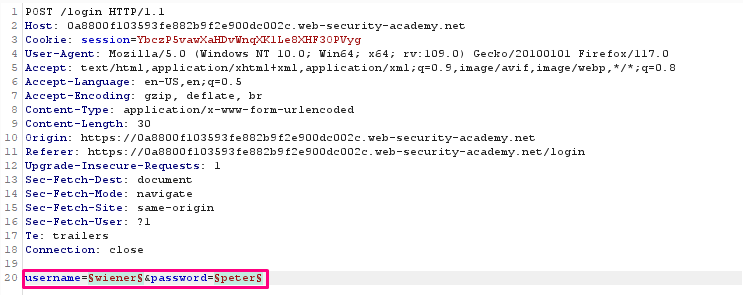 1 POST /login HTTP/1.1
2 Host: 0a8800f103593fe882b9f2e900dc002c.web-security-academy.net
3 Cookie: session=YbczP5vawXaHDvWnqXKlLe8XHF3OPVyg
4 User-Agent: Mozilla/5.0 (Windows NT 10.0; Win64; x64; rv:109.0) Gecko/20100101 Firefox/117.0
5 Accept: text/html,application/xhtml+xml,application/xml;q=0.9,image/avif,image/webp,*/*;q=0.8
6 Accept-Language: en-US,en;q=0.5
7 Accept-Encoding: gzip, deflate, br
8 Content-Type: application/x-www-form-urlencoded
9 Content-Length: 30
10 Origin: https://0a8800f103593fe882b9f2e900dc002c.web-security-academy.net
11 Referer: https://0a8800f103593fe882b9f2e900dc002c.web-security-academy.net/login
12 Upgrade-Insecure-Requests: 1
13 Sec-Fetch-Dest: document
14 Sec-Fetch-Mode: navigate
15 Sec-Fetch-Site: same-origin
16 Sec-Fetch-User: ?1
17 Te: trailers
18 Connection: close
19
20 username=§wiener§&password=§peter§